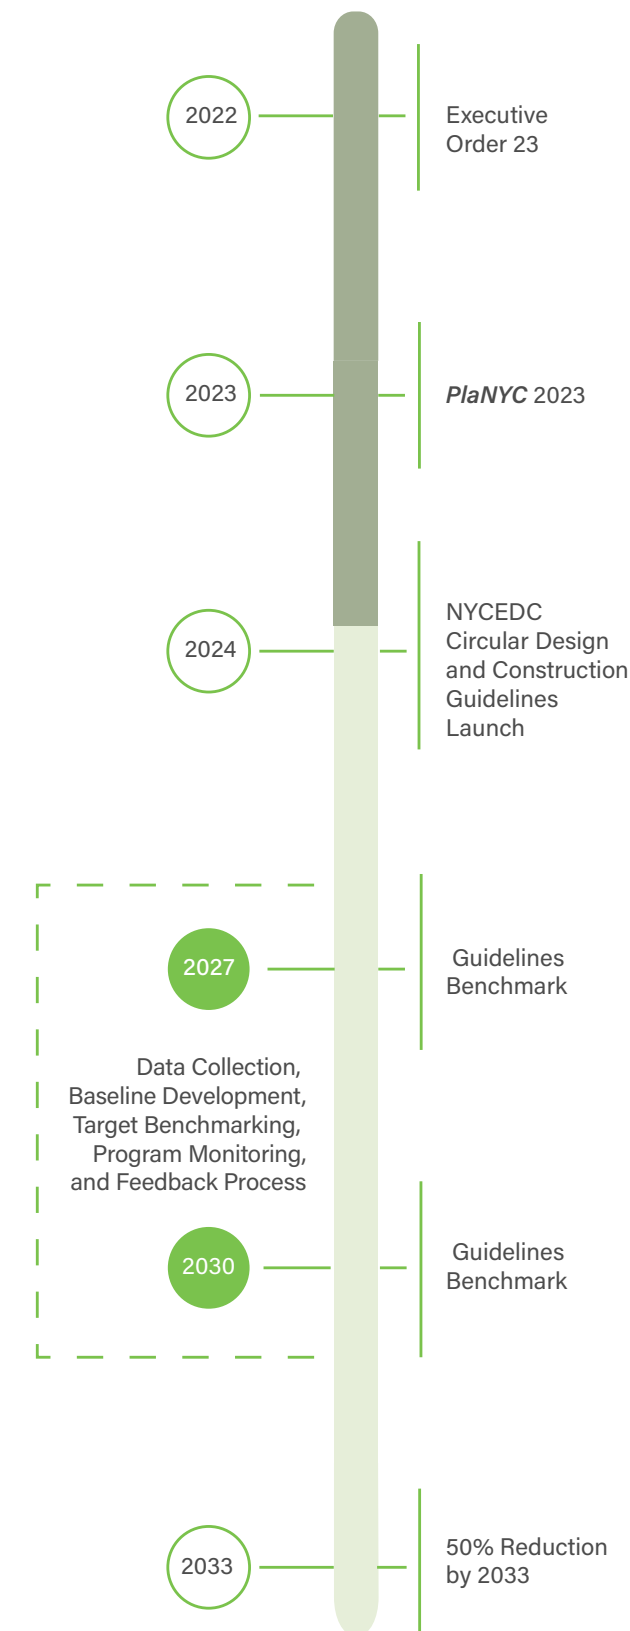 2022
Executive
Order 23
2023
PlaNYC 2023
2024
NYCEDC
Circular Design
and Construction
Guidelines
Launch
2027
Guidelines
Benchmark
Data Collection,
Baseline Development,
Target Benchmarking,
Program Monitoring,
and Feedback Process
2030
Guidelines
Benchmark
2033
50% Reduction
by 2033